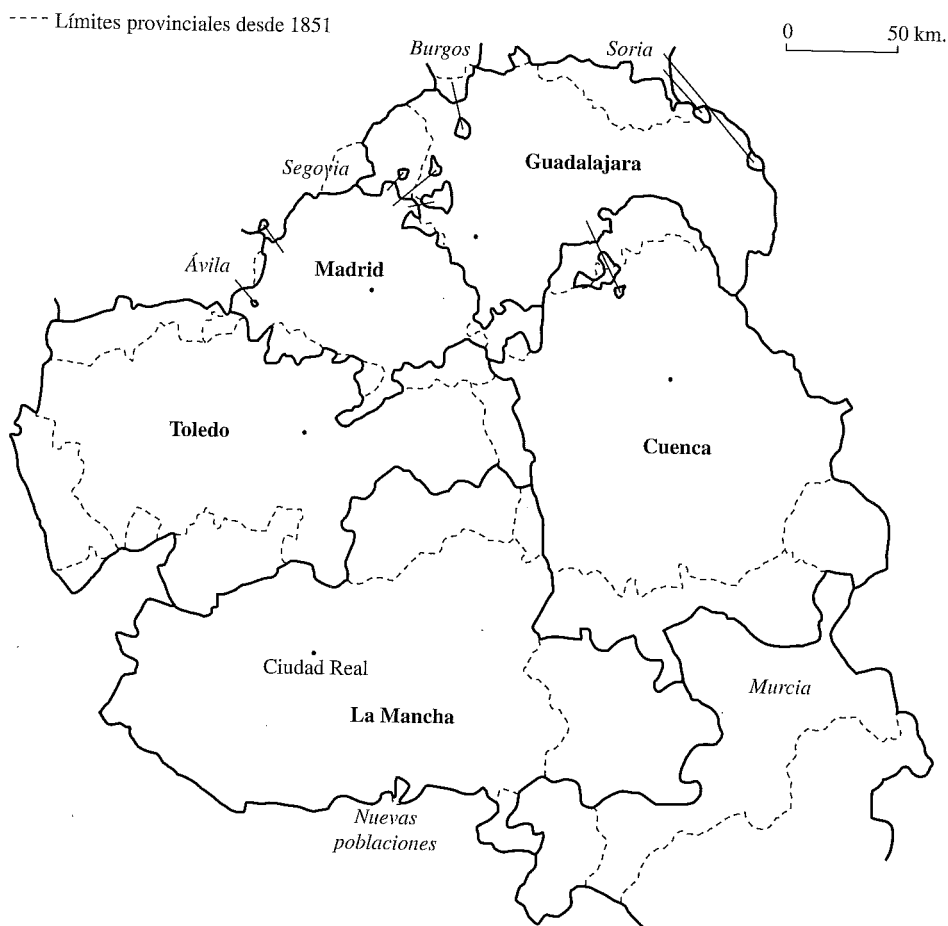 ---- Límites provinciales desde 1851
0 50 km.
Burgos
Soria
Segovia
Guadalajara
Ávila
Madrid
Toledo
Cuenca
Ciudad Real
La Mancha
Murcia
Nuevas
poblaciones